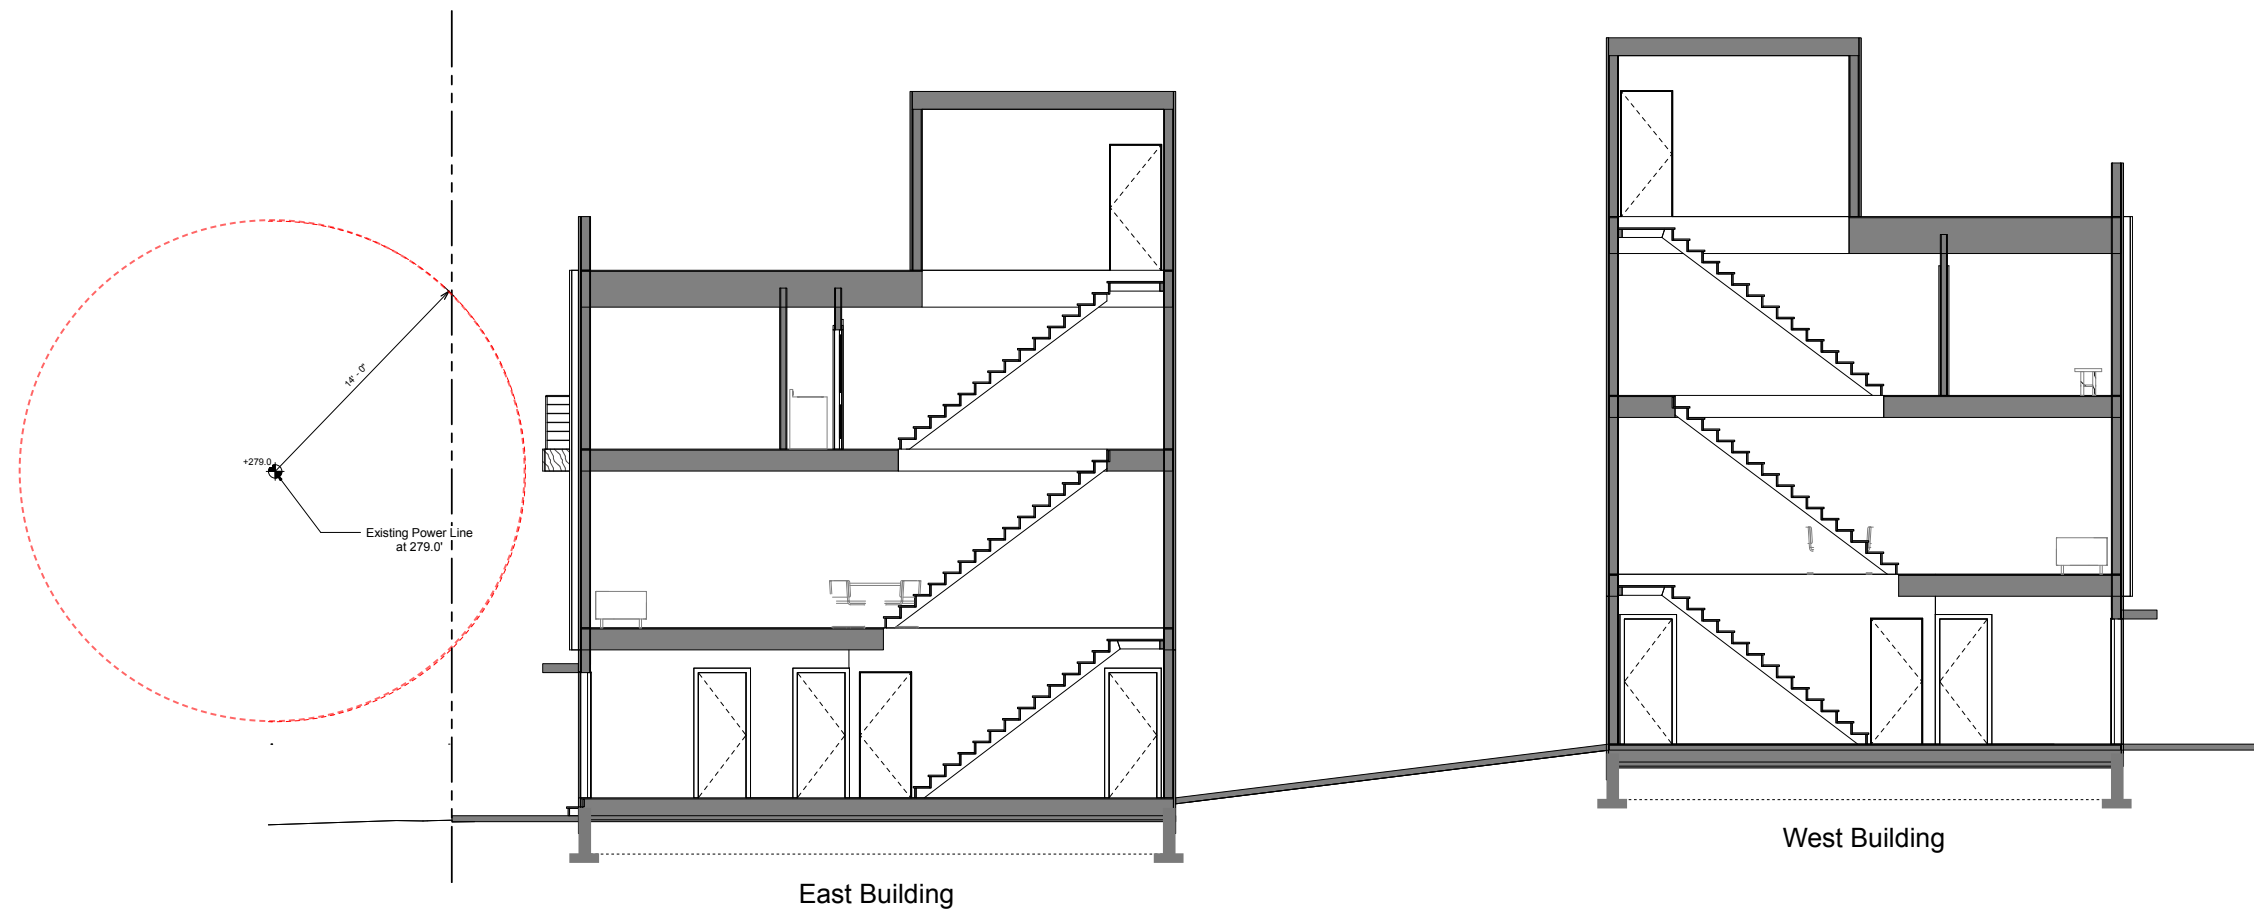 14' - 0"
+279.0
Existing Power Line
at 279.0'
West Building
East Building